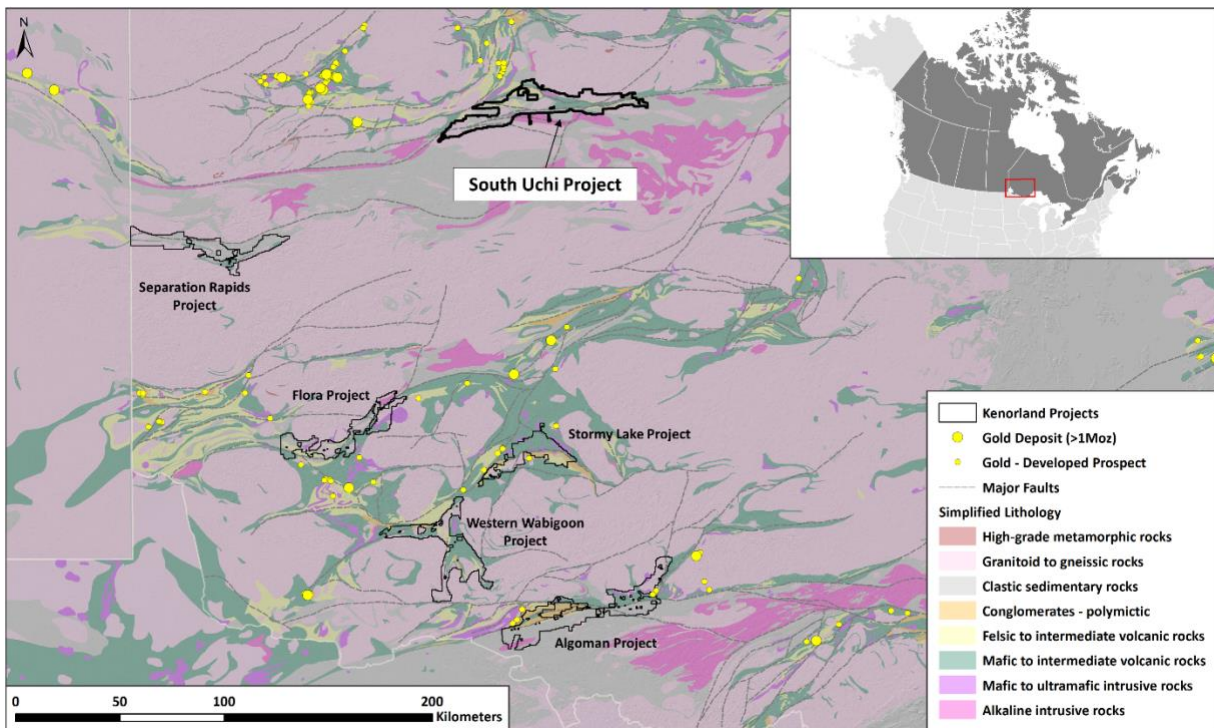 N
South Uchi Project
Separation Rapids
Project
Flora Project
Stormy Lake Project
Western Wabigoon
Project
Algoman Project
Kenorland Projects
Gold Deposit (>1Moz)
Gold - Developed Prospect
Major Faults
Simplified Lithology
High-grade metamorphic rocks
Granitoid to gneissic rocks
Clastic sedimentary rocks
Conglomerates - polymictic
Felsic to intermediate volcanic rocks
Mafic to intermediate volcanic rocks
Mafic to ultramafic intrusive rocks
Alkaline intrusive rocks
0 50 100 200
Kilometers